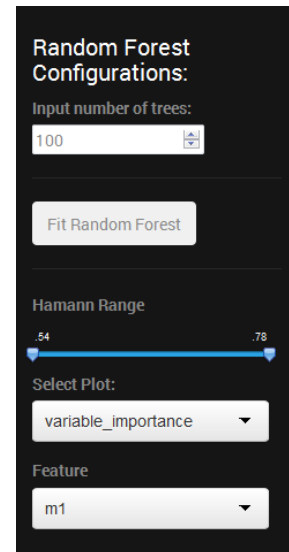 Random Forest
Configurations:
Input number of trees:
100
Fit Random Forest
Hamann Range
.54 .78
Select Plot:
variable_importance
Feature
m1